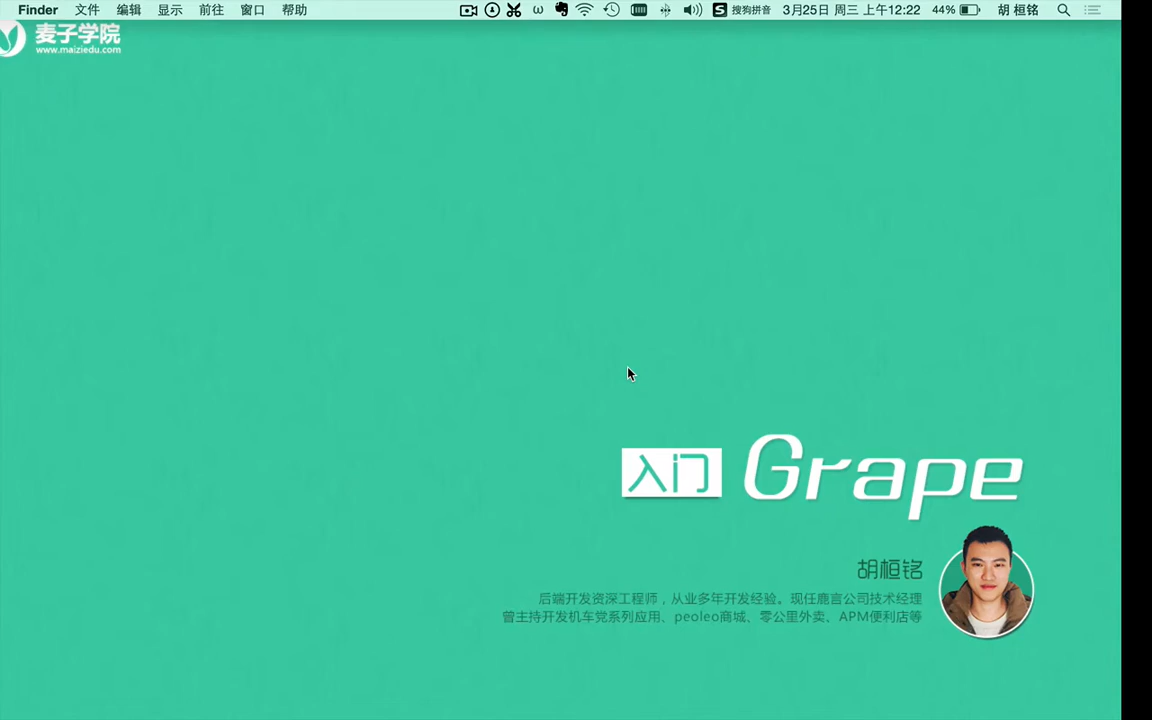 Finder 文件 编辑 显示 前往 窗口 帮助 搜狗拼音 3月25日 周三 上午12:22 44% 胡 桓铭
麦子学院
www.maiziedu.com
入门 Grape
胡桓铭
后端开发资深工程师，从业多年开发经验。现任鹿言公司技术经理
曾主持开发机车党系列应用、peoleo商城、零公里外卖、APM便利店等